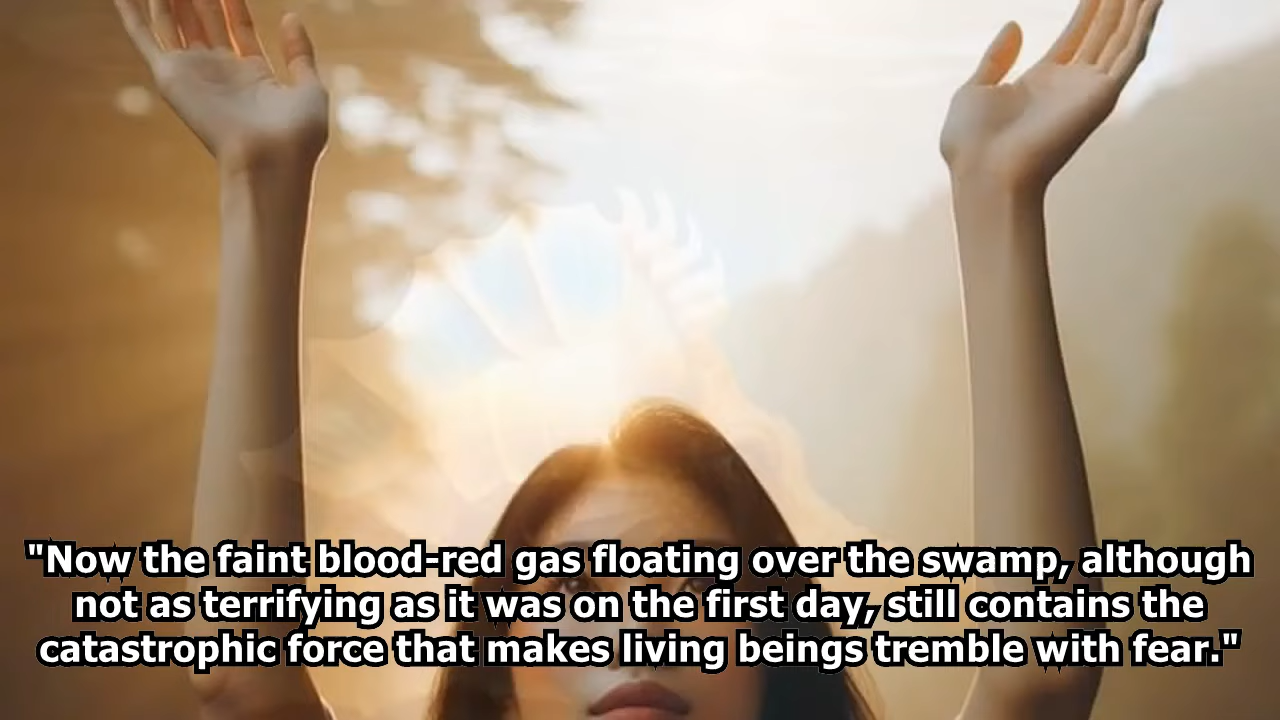 "Now the faint blood-red gas floating over the swamp, although
not as terrifying as it was on the first day, still contains the
catastrophic force that makes living beings tremble with fear."